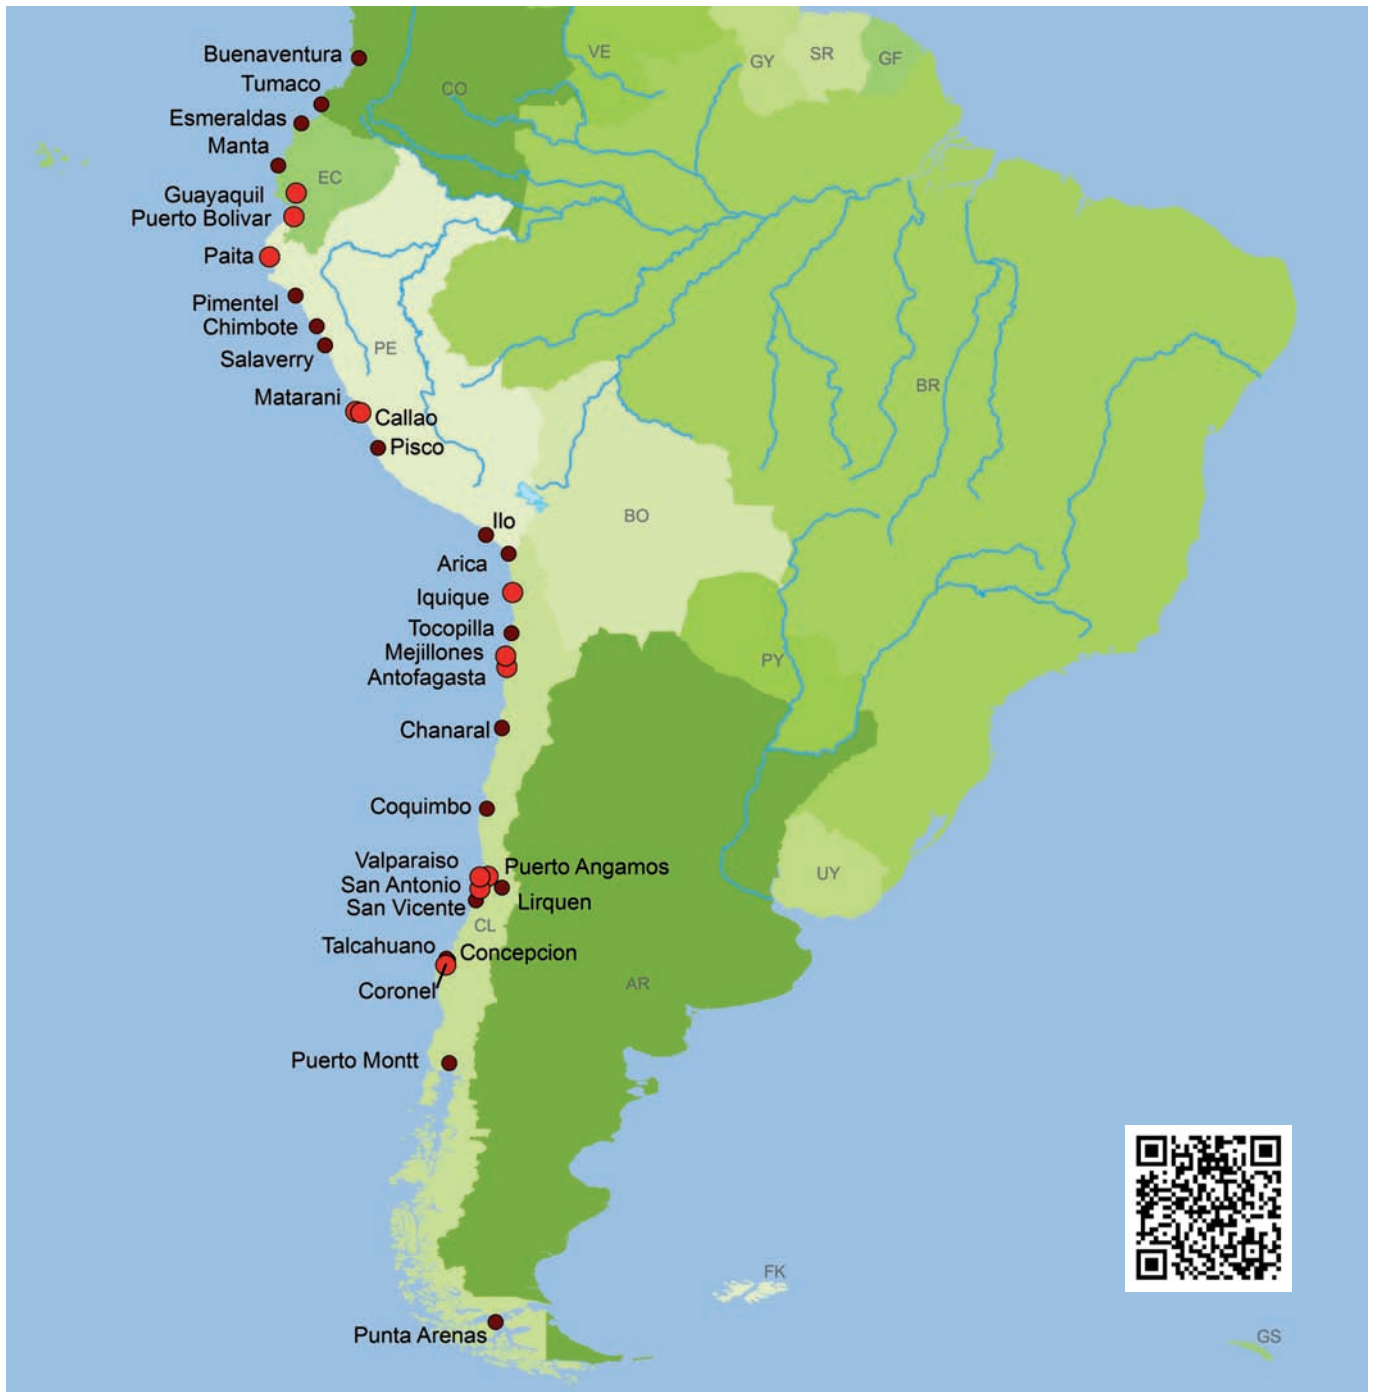 Buenaventura
VE
GY
SR
GF
Tumaco
CO
Esmeraldas
Manta
EC
Guayaquil
Puerto Bolivar
Paita
Pimentel
Chimbote
Salaverry
PE
BR
Matarani
Callao
Pisco
Ilo
BO
Arica
Iquique
Tocopilla
Mejillones
PY
Antofagasta
Chanaral
Coquimbo
Valparaiso
Puerto Angamos
UY
San Antonio
Lirquen
San Vicente
CL
Talcahuano
Concepcion
AR
Coronel
Puerto Montt
FK
Punta Arenas
GS